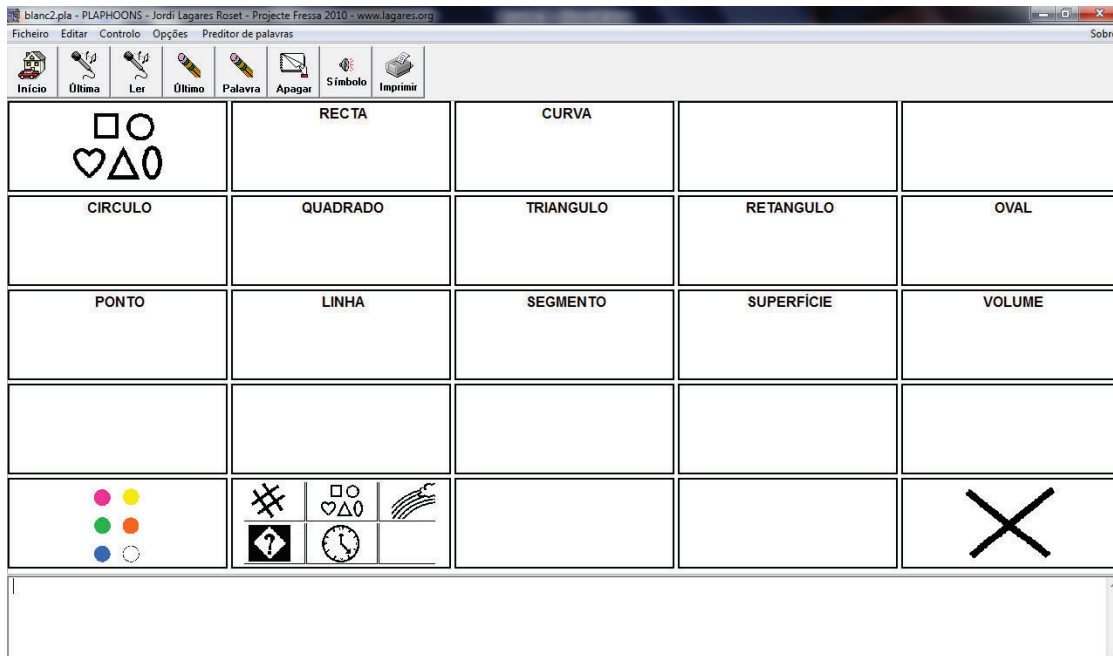 blanc2.pla - PLAPHOONS - Jordi Lagares Roset - Projecte Fressa 2010 - www.lagares.org
Ficheiro Editar Controlo Opções Preditor de palavras Sobre
Início Última Ler Último Palavra Apagar Símbolo Imprimir
RECTA CURVA
CIRCULO QUADRADO TRIANGULO RETANGULO OVAL
PONTO LINHA SEGMENTO SUPERFÍCIE VOLUME
?